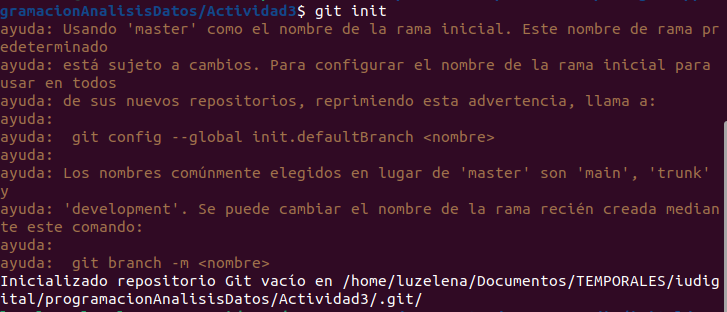 gramacionAnalisisDatos/Actividad3$ git init
ayuda: Usando 'master' como el nombre de la rama inicial. Este nombre de rama pr
edeterminado
ayuda: está sujeto a cambios. Para configurar el nombre de la rama inicial para
usar en todos
ayuda: de sus nuevos repositorios, reprimiendo esta advertencia, llama a:
ayuda:
ayuda:  git config --global init.defaultBranch <nombre>
ayuda:
ayuda: Los nombres comúnmente elegidos en lugar de 'master' son 'main', 'trunk'
y
ayuda: 'development'. Se puede cambiar el nombre de la rama recién creada median
te este comando:
ayuda:
ayuda:  git branch -m <nombre>
Inicializado repositorio Git vacío en /home/luzelena/Documentos/TEMPORALES/iudig
ital/programacionAnalisisDatos/Actividad3/.git/